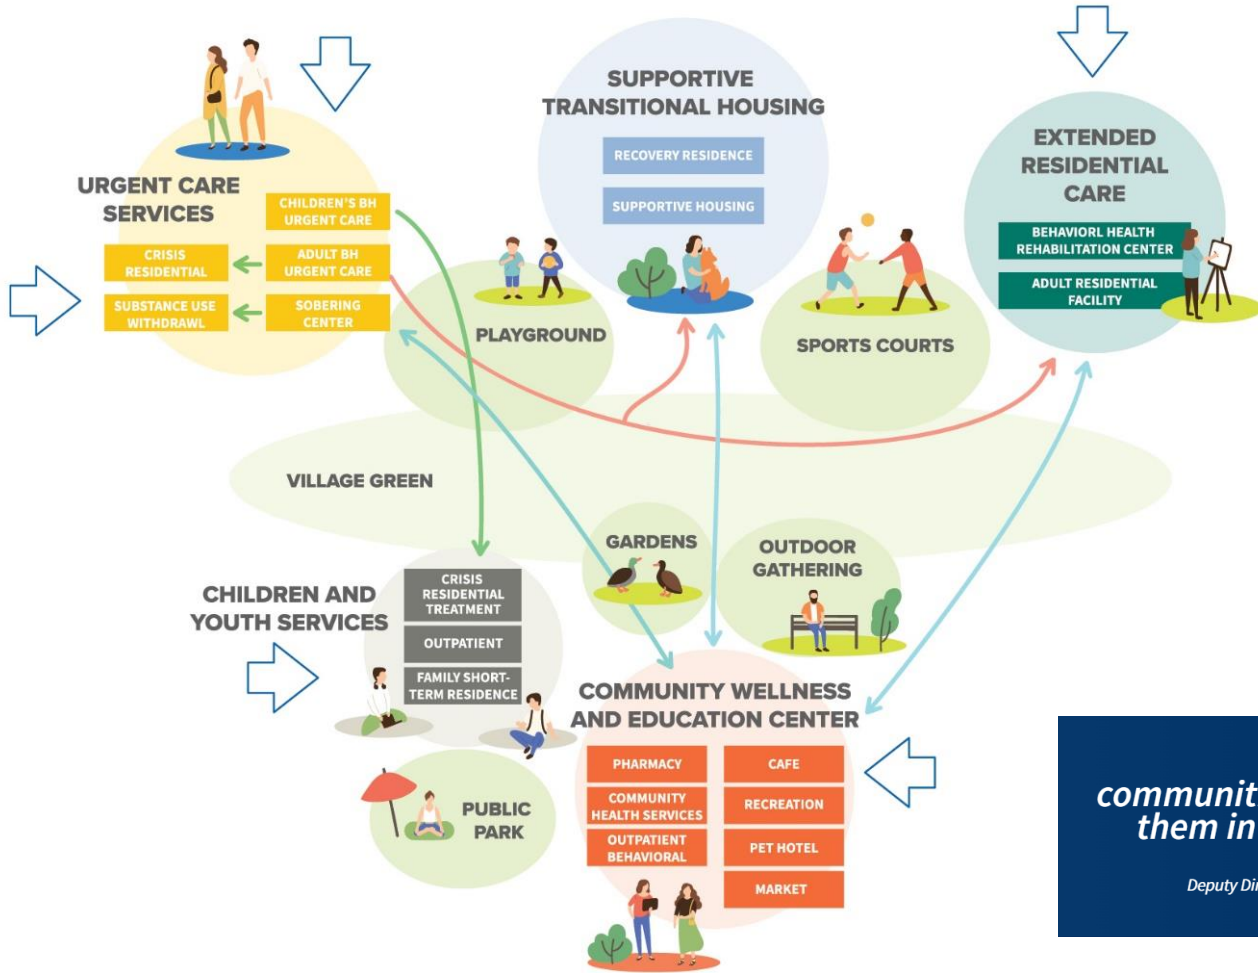 SUPPORTIVE
TRANSITIONAL HOUSING
RECOVERY RESIDENCE
SUPPORTIVE HOUSING
EXTENDED
RESIDENTIAL
CARE
BEHAVIORL HEALTH
REHABILITATION CENTER
ADULT RESIDENTIAL
FACILITY
URGENT CARE
SERVICES
CHILDREN'S BH
URGENT CARE
CRISIS
RESIDENTIAL
ADULT BH
URGENT CARE
SUBSTANCE USE
WITHDRAWL
SOBERING
CENTER
PLAYGROUND
SPORTS COURTS
VILLAGE GREEN
GARDENS
OUTDOOR
GATHERING
CHILDREN AND
YOUTH SERVICES
CRISIS
RESIDENTIAL
TREATMENT
OUTPATIENT
FAMILY SHORT-
TERM RESIDENCE
COMMUNITY WELLNESS
AND EDUCATION CENTER
PHARMACY
COMMUNITY
HEALTH SERVICES
OUTPATIENT
BEHAVIORAL
CAFE
RECREATION
PET HOTEL
MARKET
PUBLIC
PARK
them in
Deputy